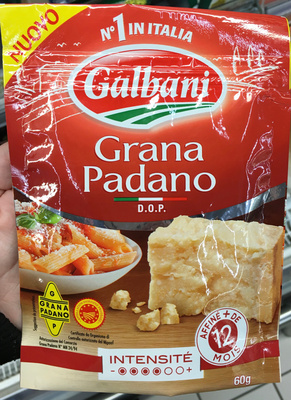 NUOVO
N°1 IN ITALIA
Galbani
Grana
Padano
D.O.P.
G
GRANA
PADANO
P
AFFINÉ + DE
12
MOIS
INTENSITÉ
-
+
60g